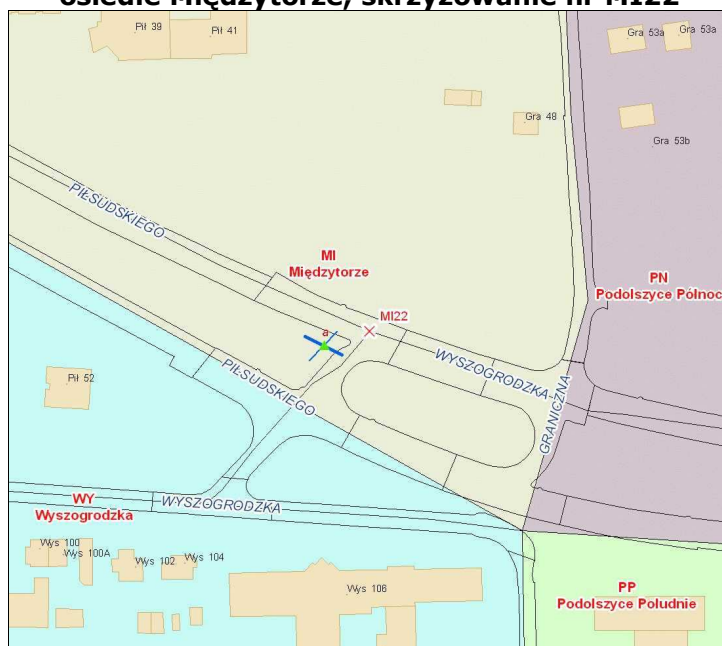 osiedle Międzytorze, skrzyżowanie nr MI22
Pił 39
Pił 41
Gra 53a
Gra 53a
Gra 48
Gra 53b
PIŁSUDSKIEGO
MI
Międzytorze
PN
Podolszyce Północ
MI22
a
WYSZOGRODZKA
PIŁSUDSKIEGO
GRANICZNA
Pił 52
WY
Wyszogrodzka
WYSZOGRODZKA
Wys 100
Wys 100A
Wys 102
Wys 104
Wys 106
PP
Podolszyce Południe